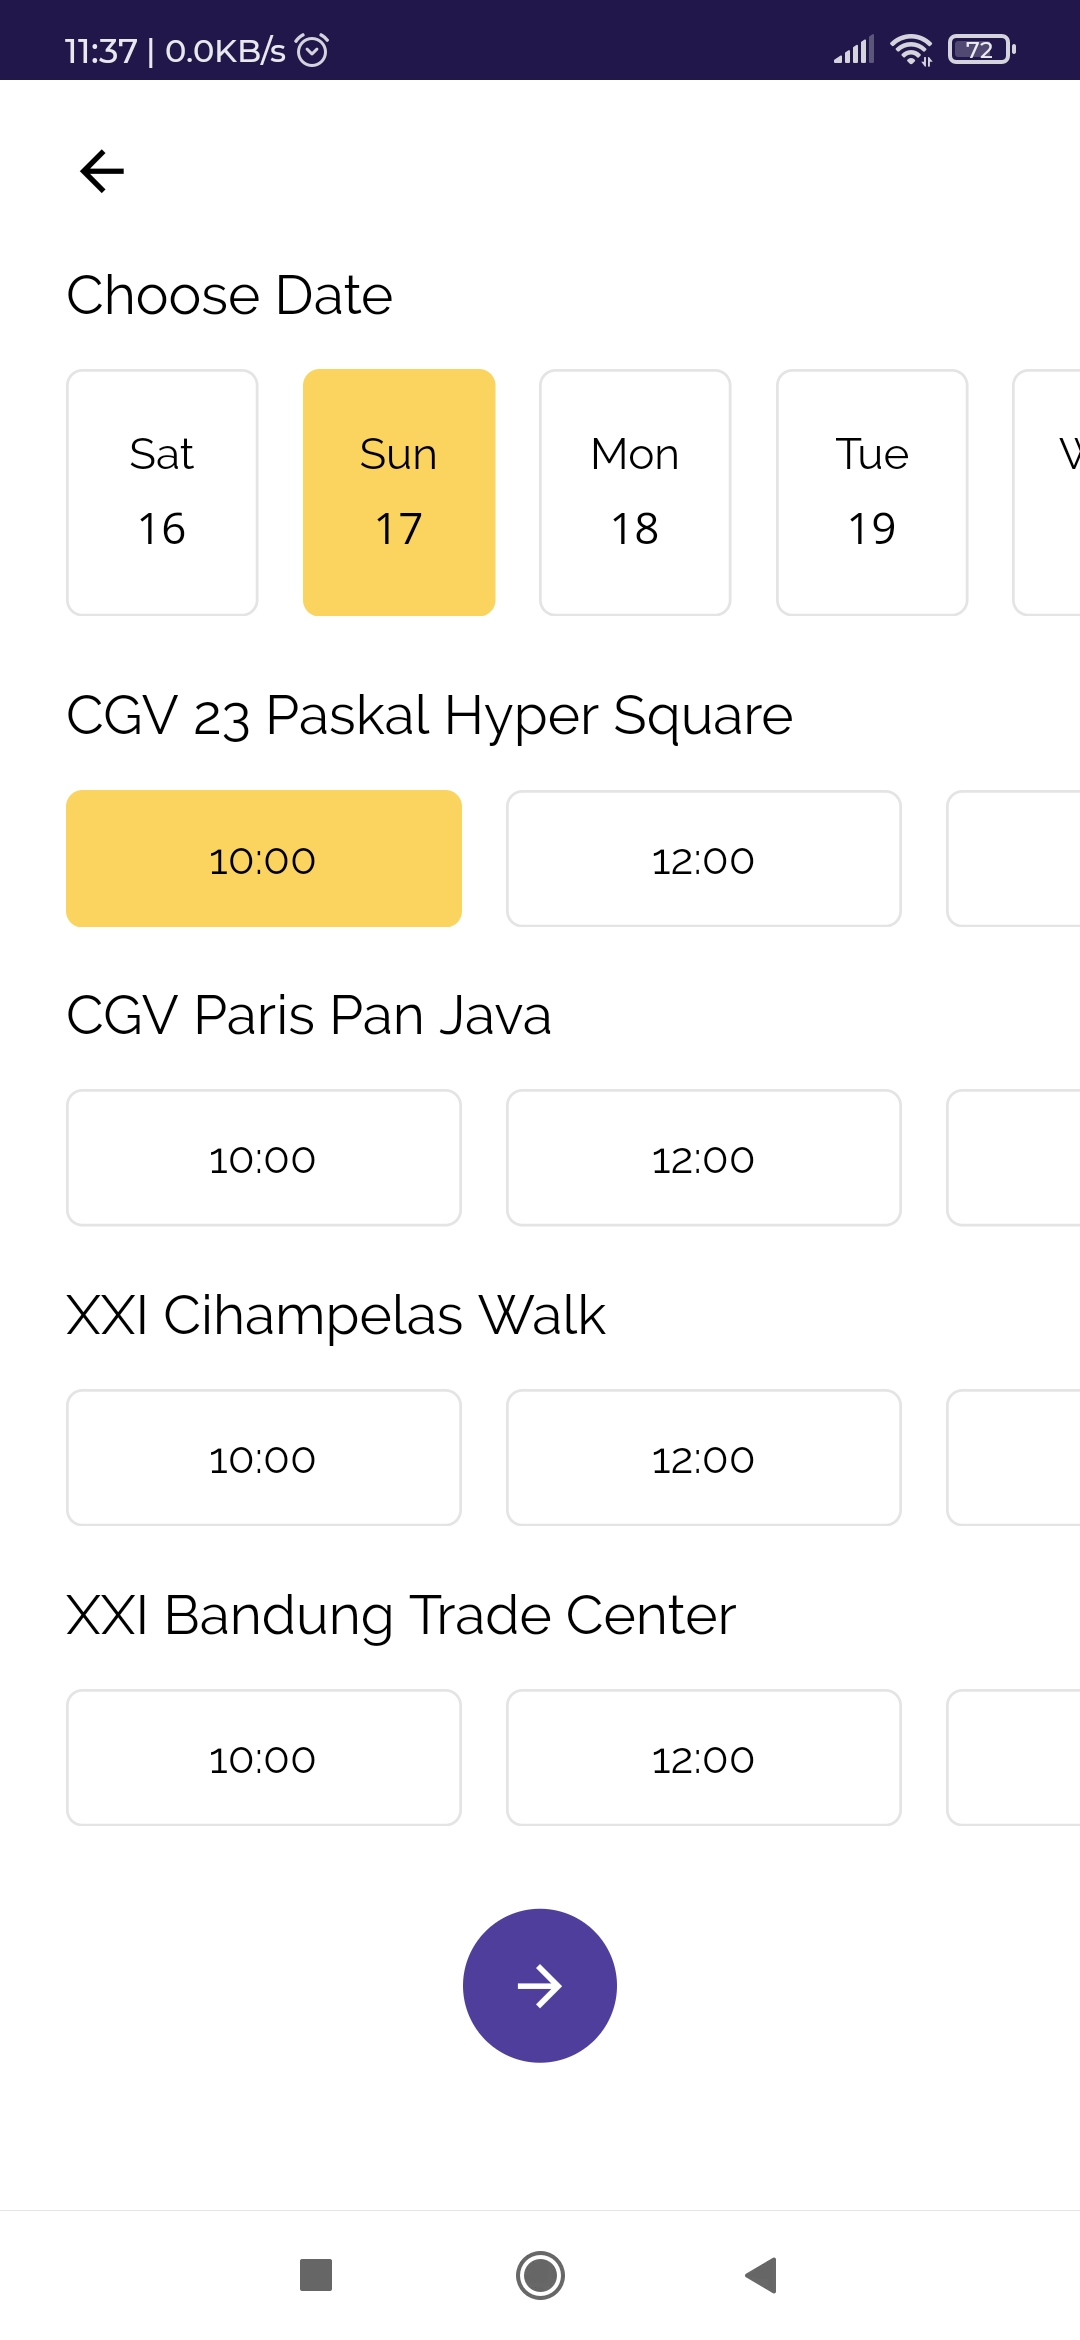 11:37 | 0.0KB/s
72
Choose Date
Sat Sun Mon Tue
16 17 18 19
CGV 23 Paskal Hyper Square
10:00 12:00
CGV Paris Pan Java
10:00 12:00
XXI Cihampelas Walk
10:00 12:00
XXI Bandung Trade Center
10:00 12:00